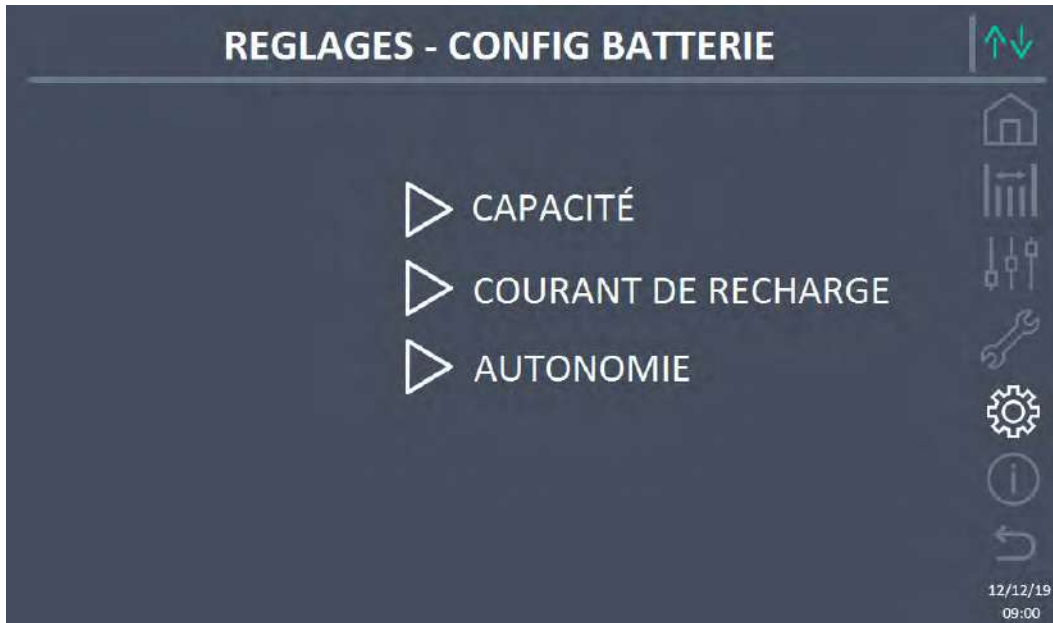 REGLAGES - CONFIG BATTERIE
CAPACITÉ
COURANT DE RECHARGE
AUTONOMIE
12/12/19
09:00